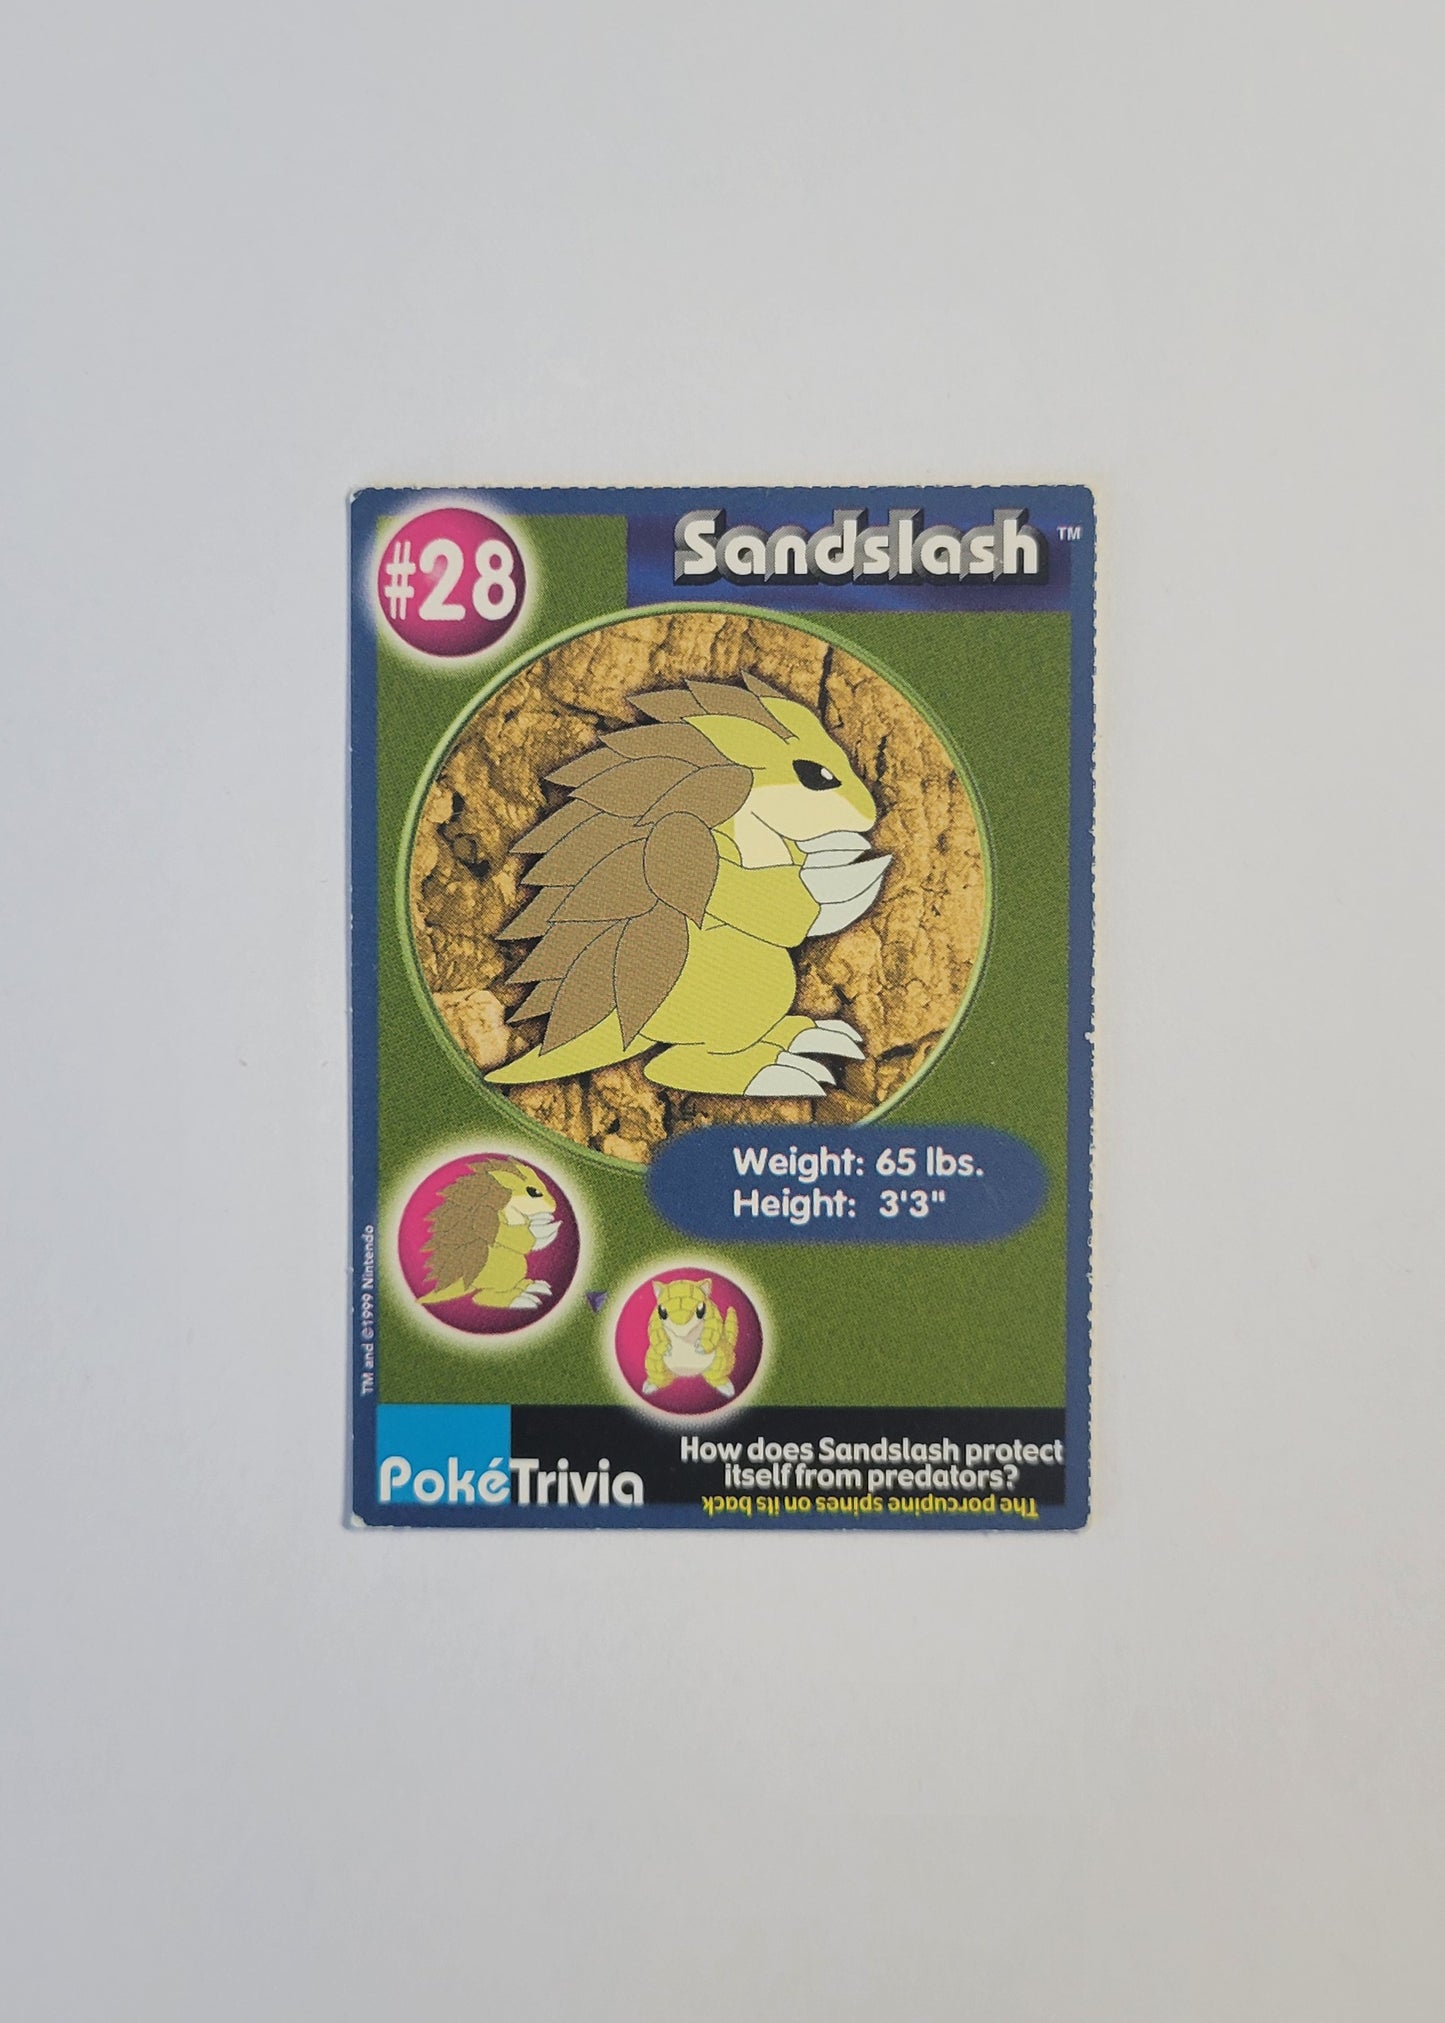 #28
Sandslash™
Weight: 65 lbs.
Height: 3'3"
TM and ©1999 Nintendo
PokéTrivia
How does Sandslash protect
itself from predators?
The porcupine spines on its back